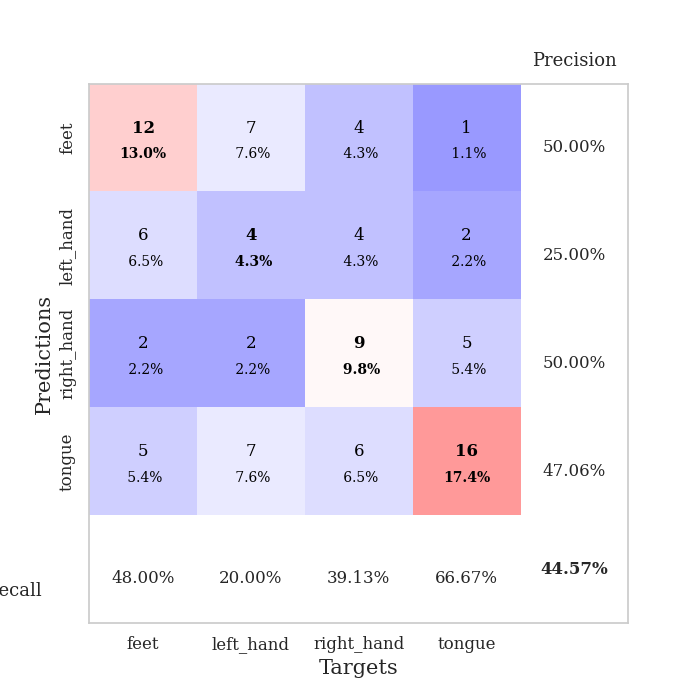 Precision
feet 12 7 4 1
13.0% 7.6% 4.3% 1.1% 50.00%
left_hand 6 4 4 2
6.5% 4.3% 4.3% 2.2% 25.00%
Predictions
right_hand 2 2 9 5
2.2% 2.2% 9.8% 5.4% 50.00%
tongue 5 7 6 16
5.4% 7.6% 6.5% 17.4% 47.06%
ecall 48.00% 20.00% 39.13% 66.67% 44.57%
feet left_hand right_hand tongue
Targets